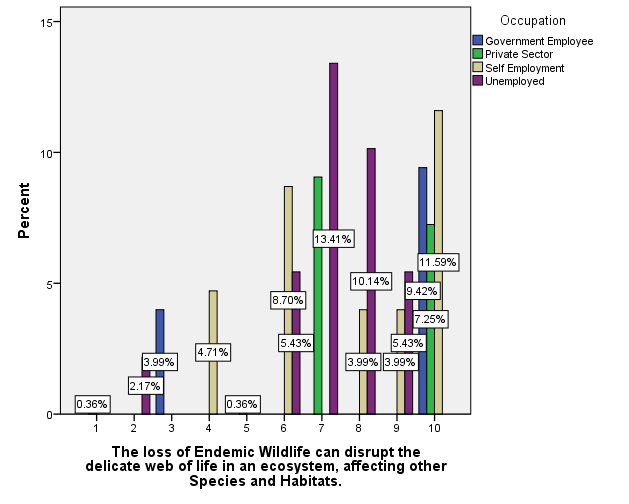 Occupation
Government Employee
Private Sector
Self Employment
Unemployed
Percent
15
10
5
0
13.41%
11.59%
10.14%
9.42%
8.70%
7.25%
5.43%
5.43%
4.71%
3.99%
3.99%
3.99%
2.17%
0.36%
0.36%
1 2 3 4 5 6 7 8 9 10
The loss of Endemic Wildlife can disrupt the
delicate web of life in an ecosystem, affecting other
Species and Habitats.